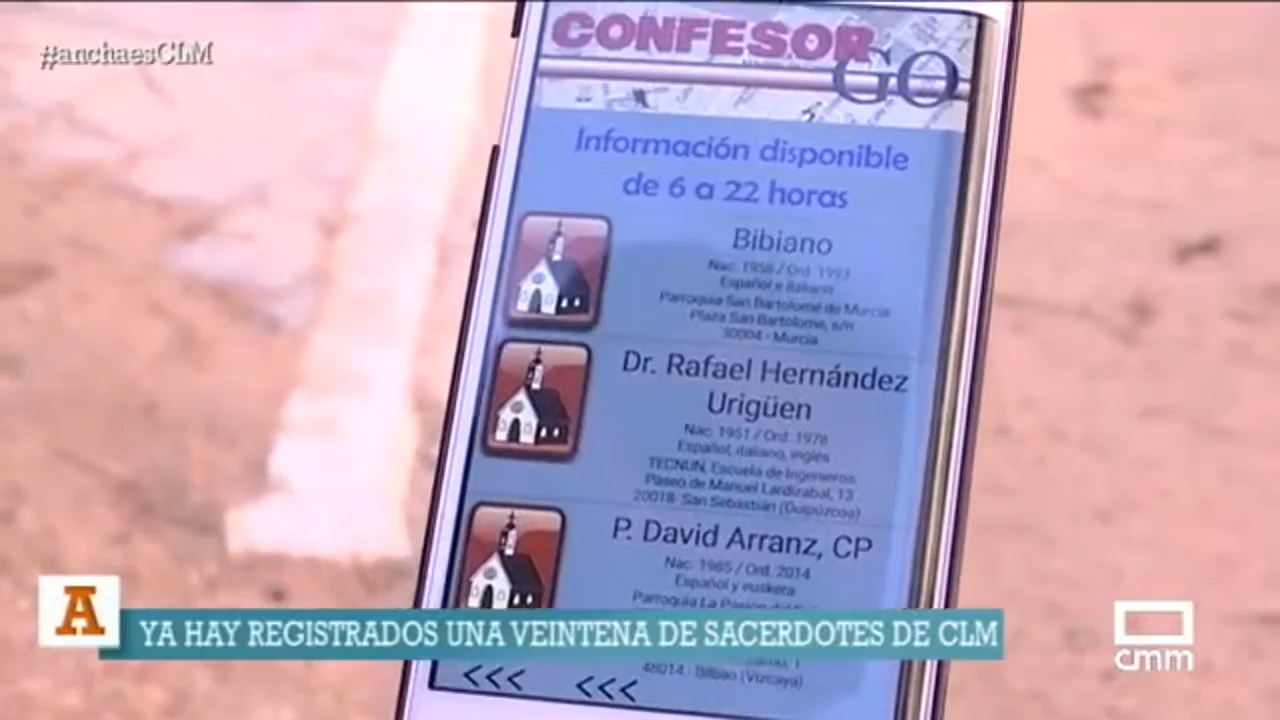 #anchaesCLM
CONFESOR
GO
Información disponible
de 6 a 22 horas
Bibiano
Nac. 1956 / Ord. 1993
Español e italiano
Parroquia San Bartolomé de Murcia
Plaza San Bartolome, s/n
30004 - Murcia
Dr. Rafael Hernández
Urigüen
Nac. 1951 / Ord. 1978
Español, italiano, inglés
TECNUN, Escuela de Ingenieros
Paseo de Manuel Lardizabal, 13
20018- San Sebastián (Guipúzcoa)
P. David Arranz, CP
Nac. 1985 / Ord. 2014
Español y euskera
Parroquia La Pasión del
A
YA HAY REGISTRADOS UNA VEINTENA DE SACERDOTES DE CLM
48014 - Bilbao (Vizcaya)
<<< <<<
cmm